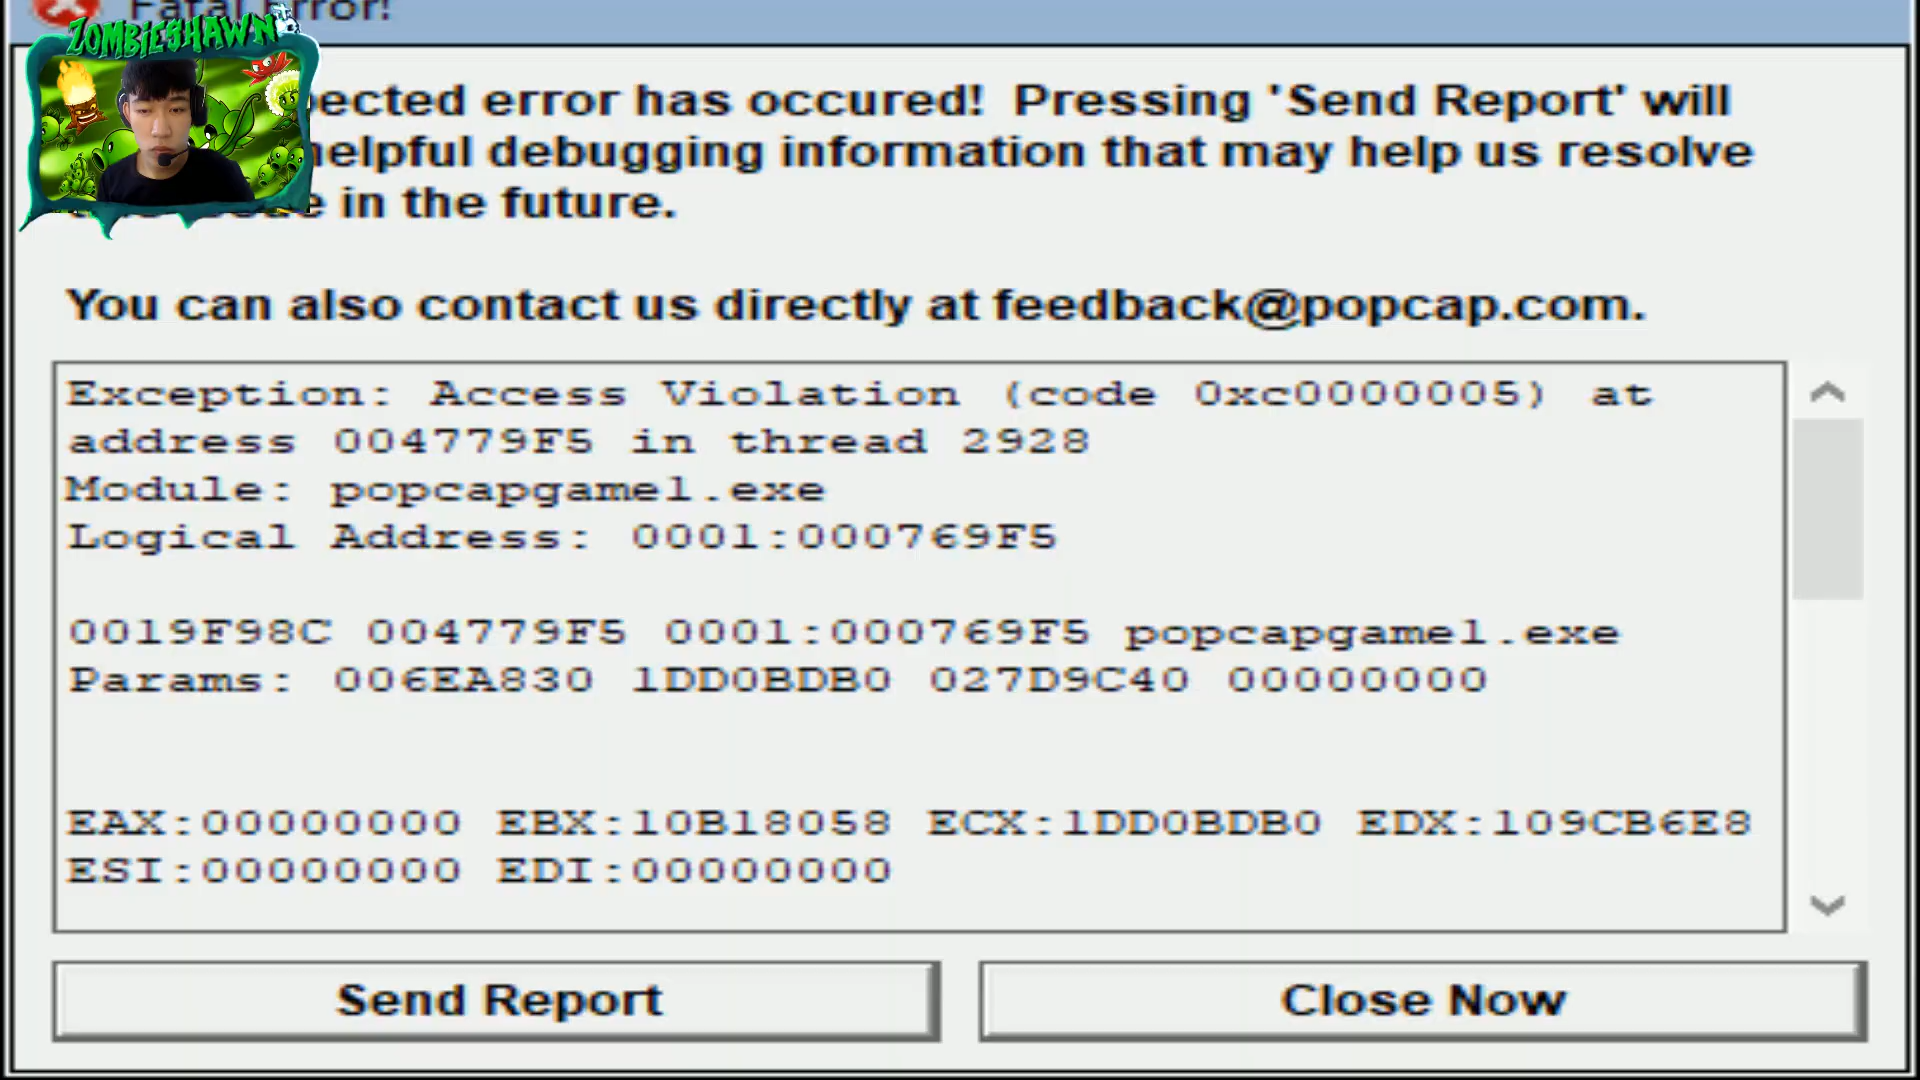 Fatal Error!
ZOMBIESHAWN
ected error has occured! Pressing 'Send Report' will
helpful debugging information that may help us resolve
in the future.
You can also contact us directly at feedback@popcap.com.
Exception: Access Violation (code 0xc0000005) at
address 004779F5 in thread 2928
Module: popcapgame1.exe
Logical Address: 0001:000769F5
0019F98C 004779F5 0001:000769F5 popcapgame1.exe
Params: 006EA830 1DD0BDB0 027D9C40 00000000
EAX:00000000 EBX:10B18058 ECX:1DD0BDB0 EDX:109CB6E8
ESI:00000000 EDI:00000000
Send Report
Close Now